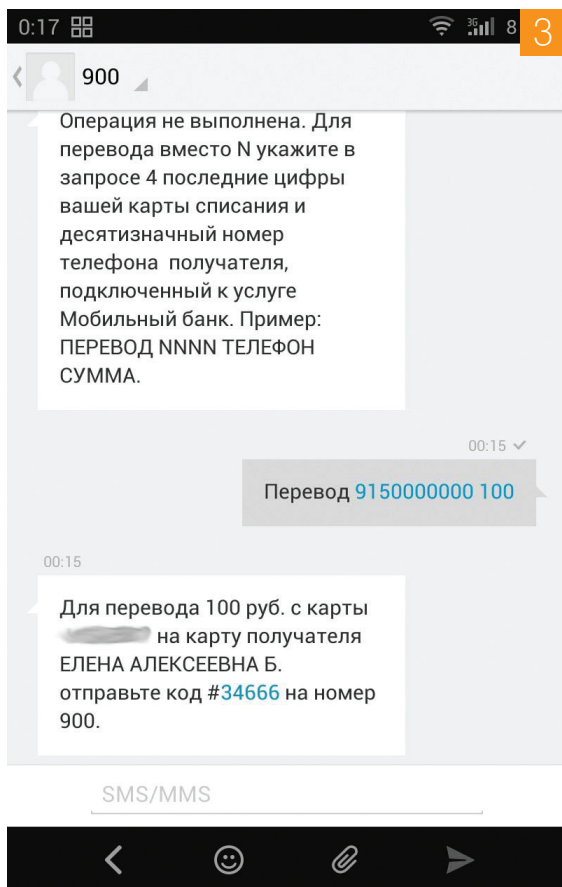 0:17
3G
8
3
900
Операция не выполнена. Для
перевода вместо N укажите в
запросе 4 последние цифры
вашей карты списания и
десятизначный номер
телефона получателя,
подключенный к услуге
Мобильный банк. Пример:
ПЕРЕВОД NNNN ТЕЛЕФОН
СУММА.
00:15
Перевод 9150000000 100
00:15
Для перевода 100 руб. с карты
на карту получателя
ЕЛЕНА АЛЕКСЕЕВНА Б.
отправьте код #34666 на номер
900.
SMS/MMS